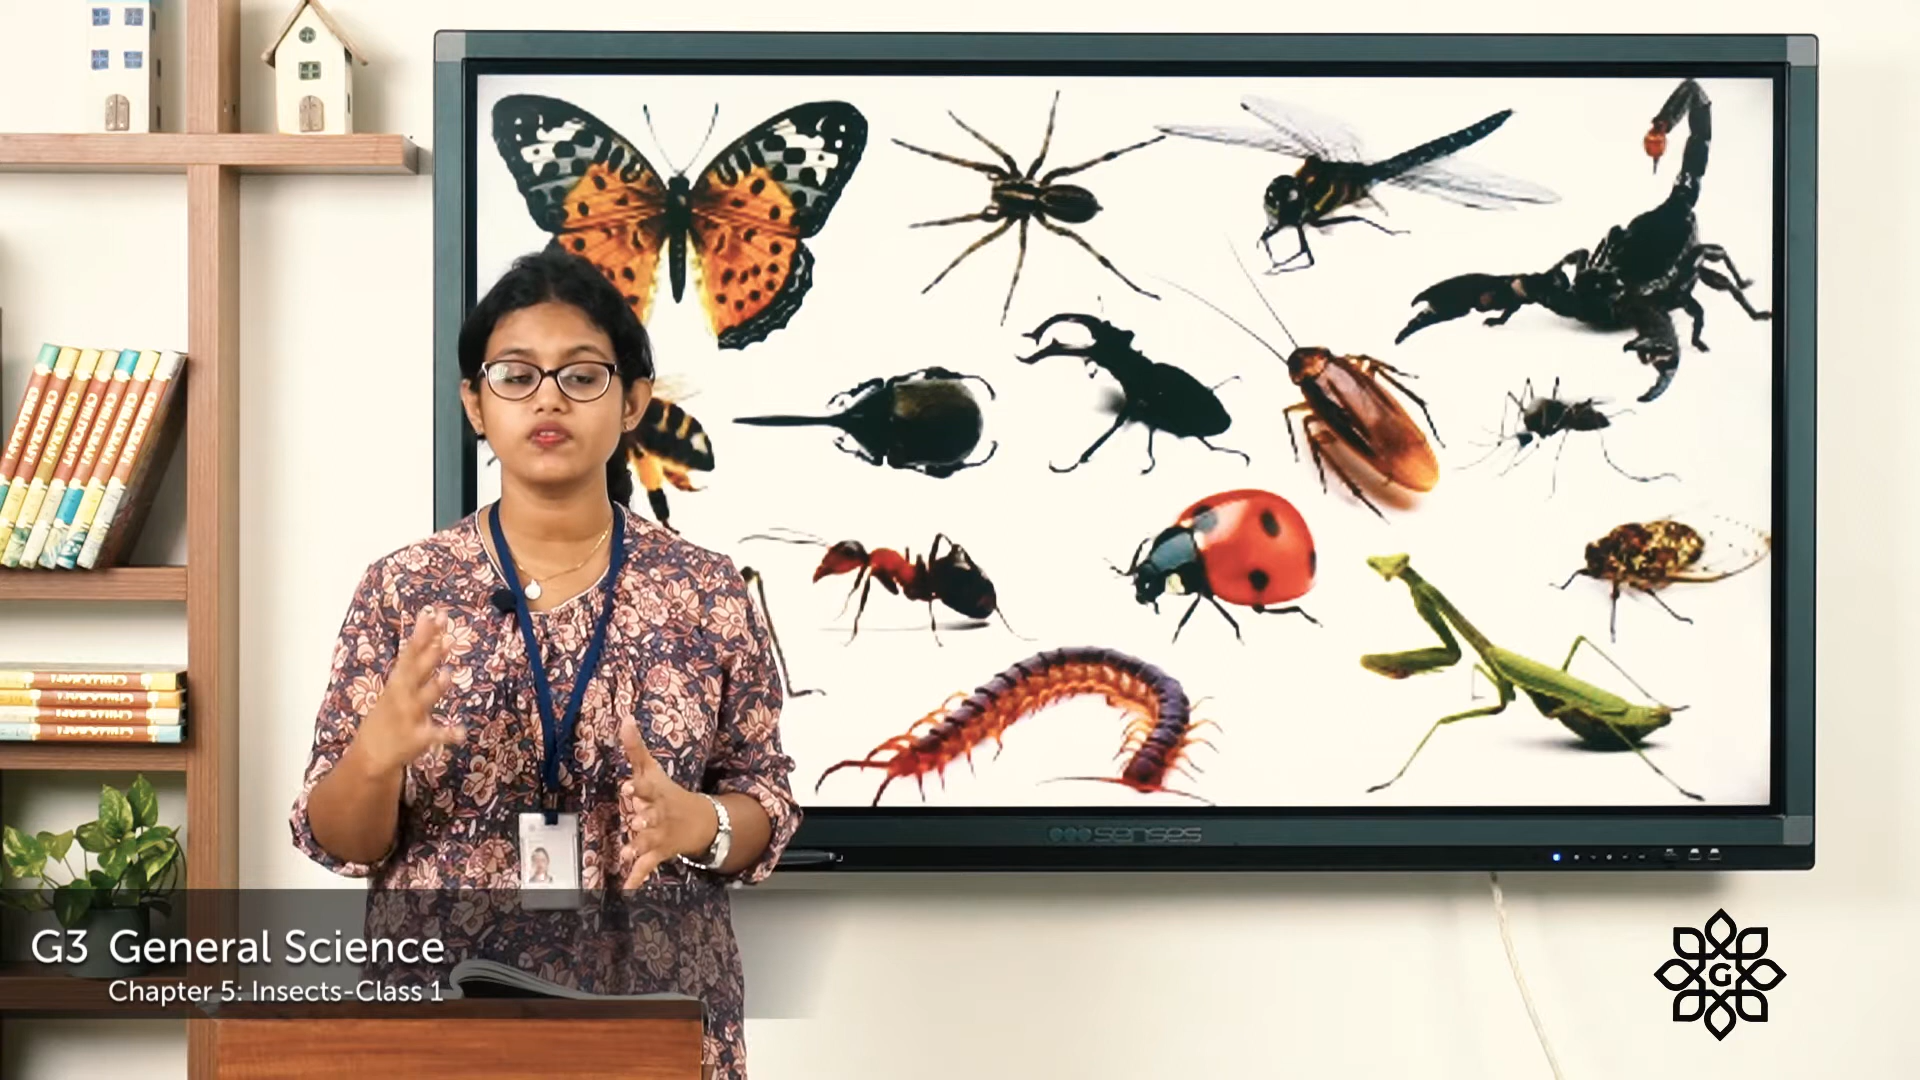 senses
G3 General Science
Chapter 5: Insects-Class 1
G